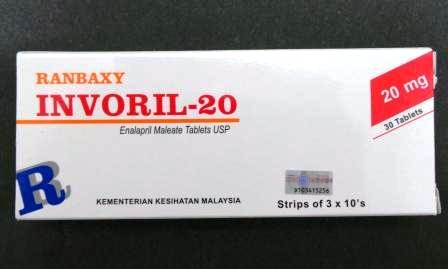 RANBAXY
INVORIL-20
Enalapril Maleate Tablets USP
20 mg
30 Tablets
R
KEMENTERIAN KESIHATAN MALAYSIA
Strips of 3 x 10's